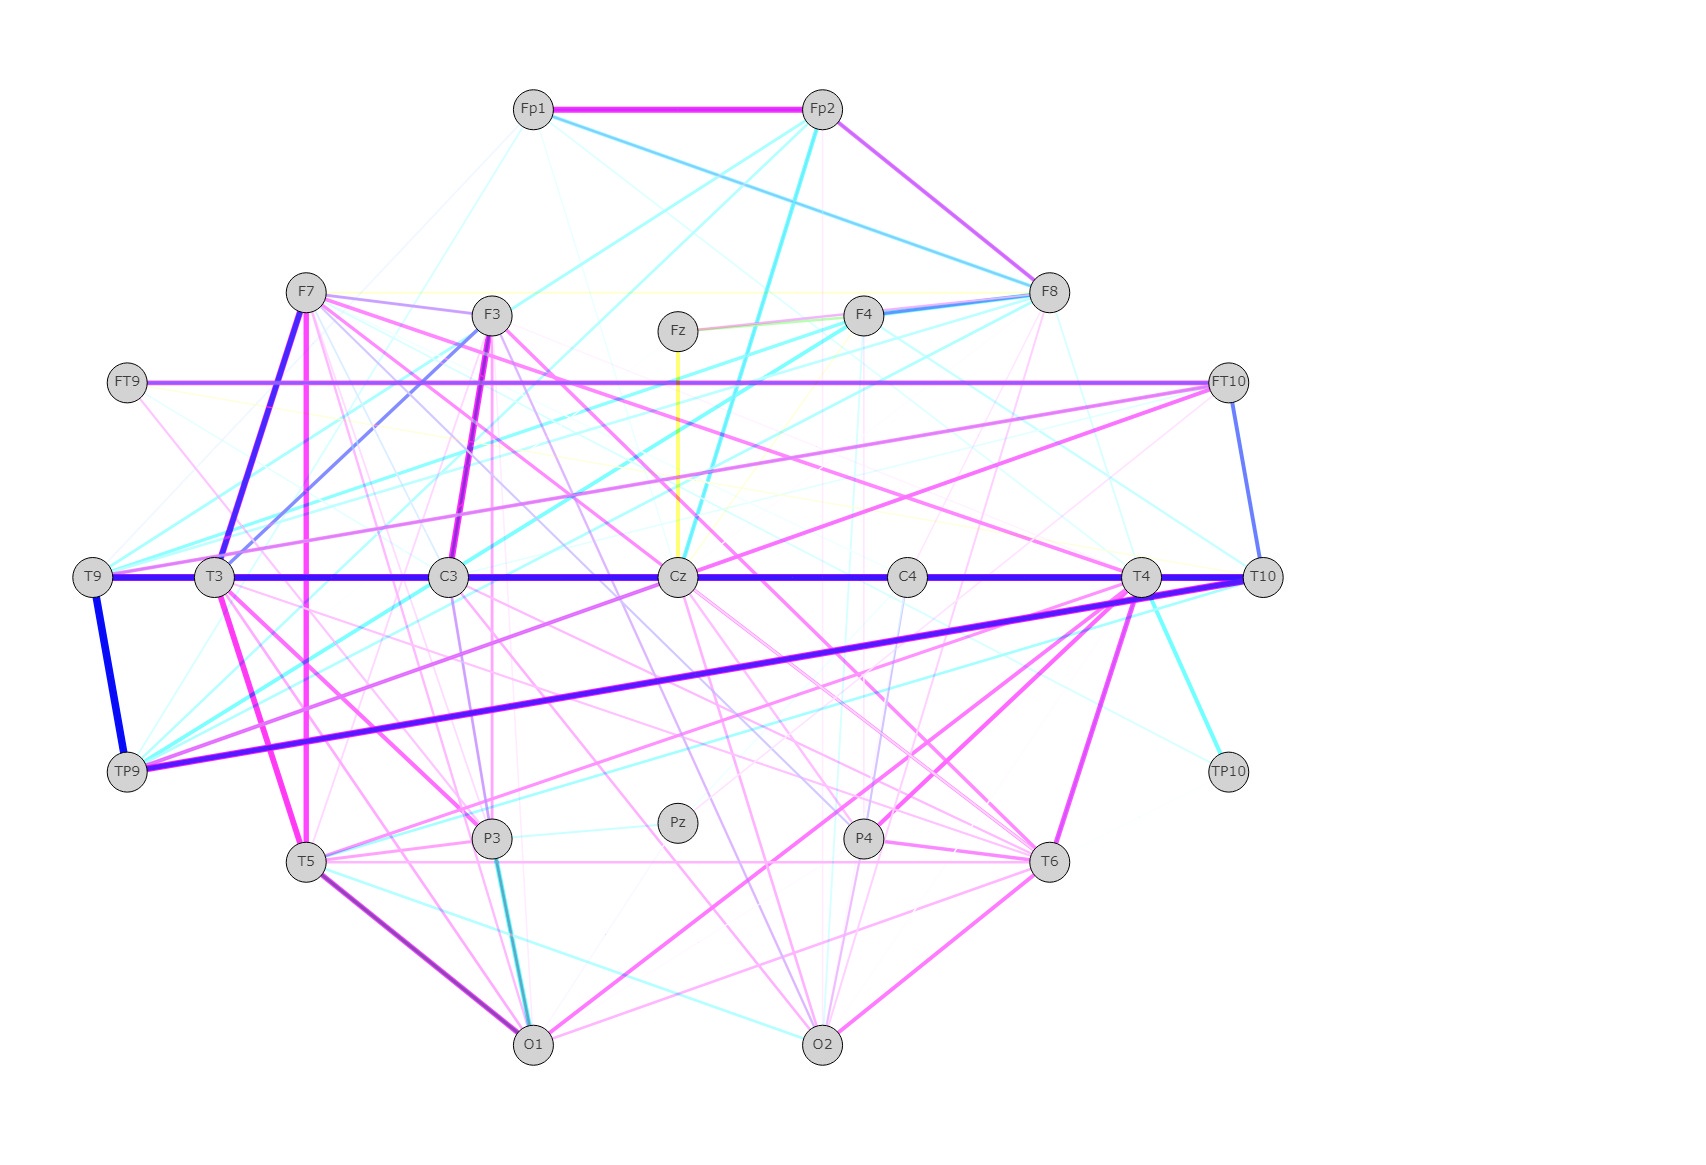 Fp1 Fp2
F7 F3 Fz F4 F8
FT9 FT10
T9 T3 C3 Cz C4 T4 T10
TP9 TP10
T5 P3 Pz P4 T6
O1 O2